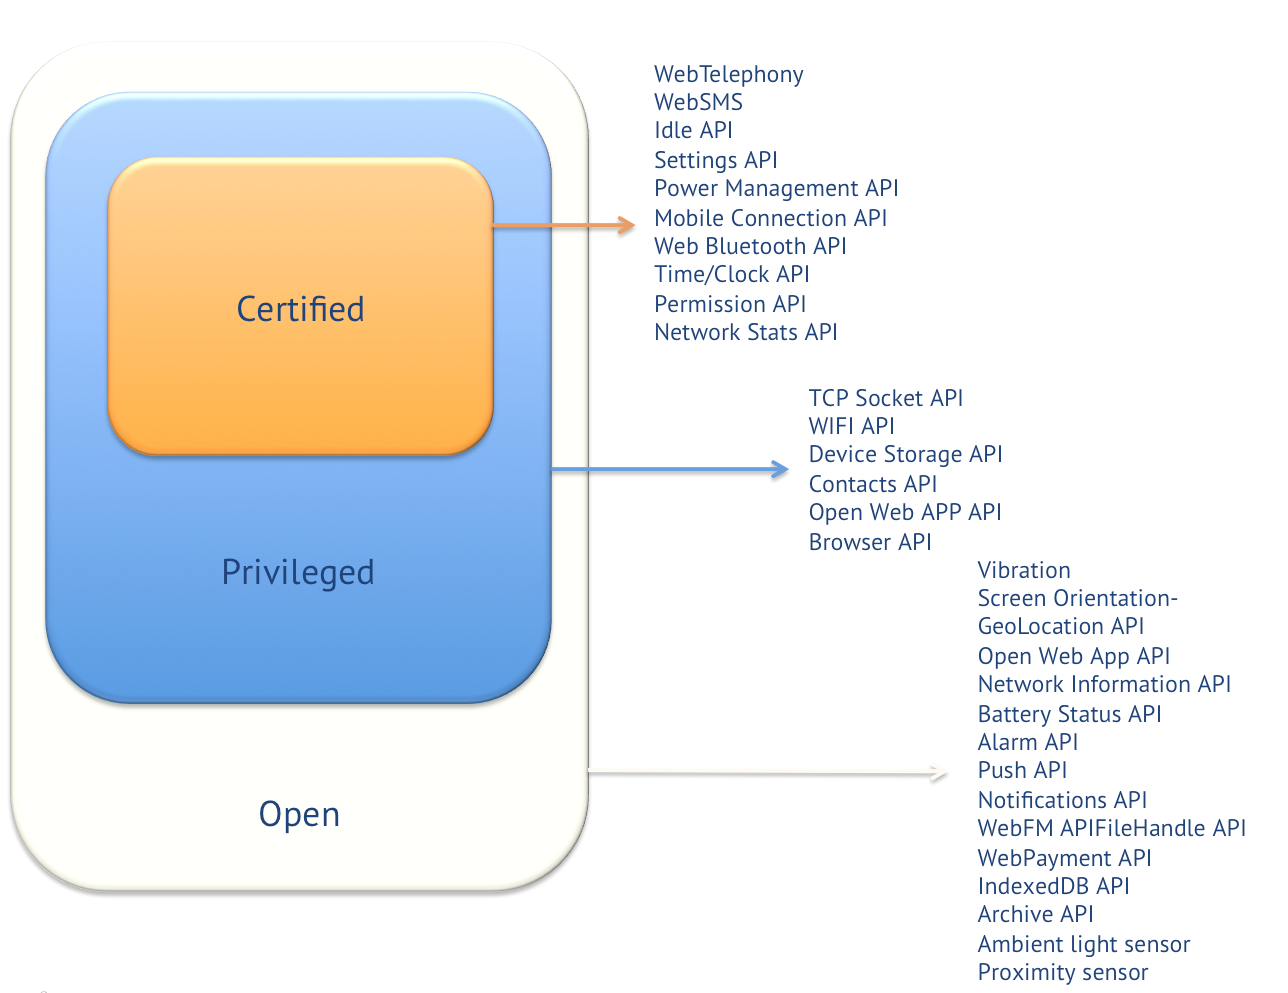 WebTelephony
WebSMS
Idle API
Settings API
Power Management API
Mobile Connection API
Web Bluetooth API
Time/Clock API
Permission API
Network Stats API
Certified
TCP Socket API
WIFI API
Device Storage API
Contacts API
Open Web APP API
Browser API
Privileged
Vibration
Screen Orientation-
GeoLocation API
Open Web App API
Network Information API
Battery Status API
Alarm API
Push API
Notifications API
WebFM APIFileHandle API
WebPayment API
IndexedDB API
Archive API
Ambient light sensor
Proximity sensor
Open